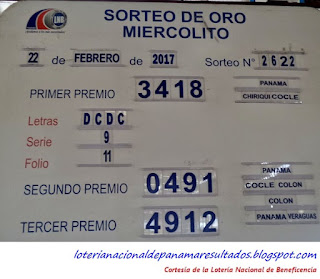 LNB
SORTEO DE ORO
MIERCOLITO
22 de FEBRERO de 2017 Sorteo N° 2622
PRIMER PREMIO 3418 PANAMA
CHIRIQUI COCLE
Letras DCDC
Serie 9
Folio 11
SEGUNDO PREMIO 0491 PANAMA
COCLE COLON
COLON
TERCER PREMIO 4912 PANAMA VERAGUAS
loterianacionaldepanamaresultados.blogspot.com
Cortesía de la Lotería Nacional de Beneficencia